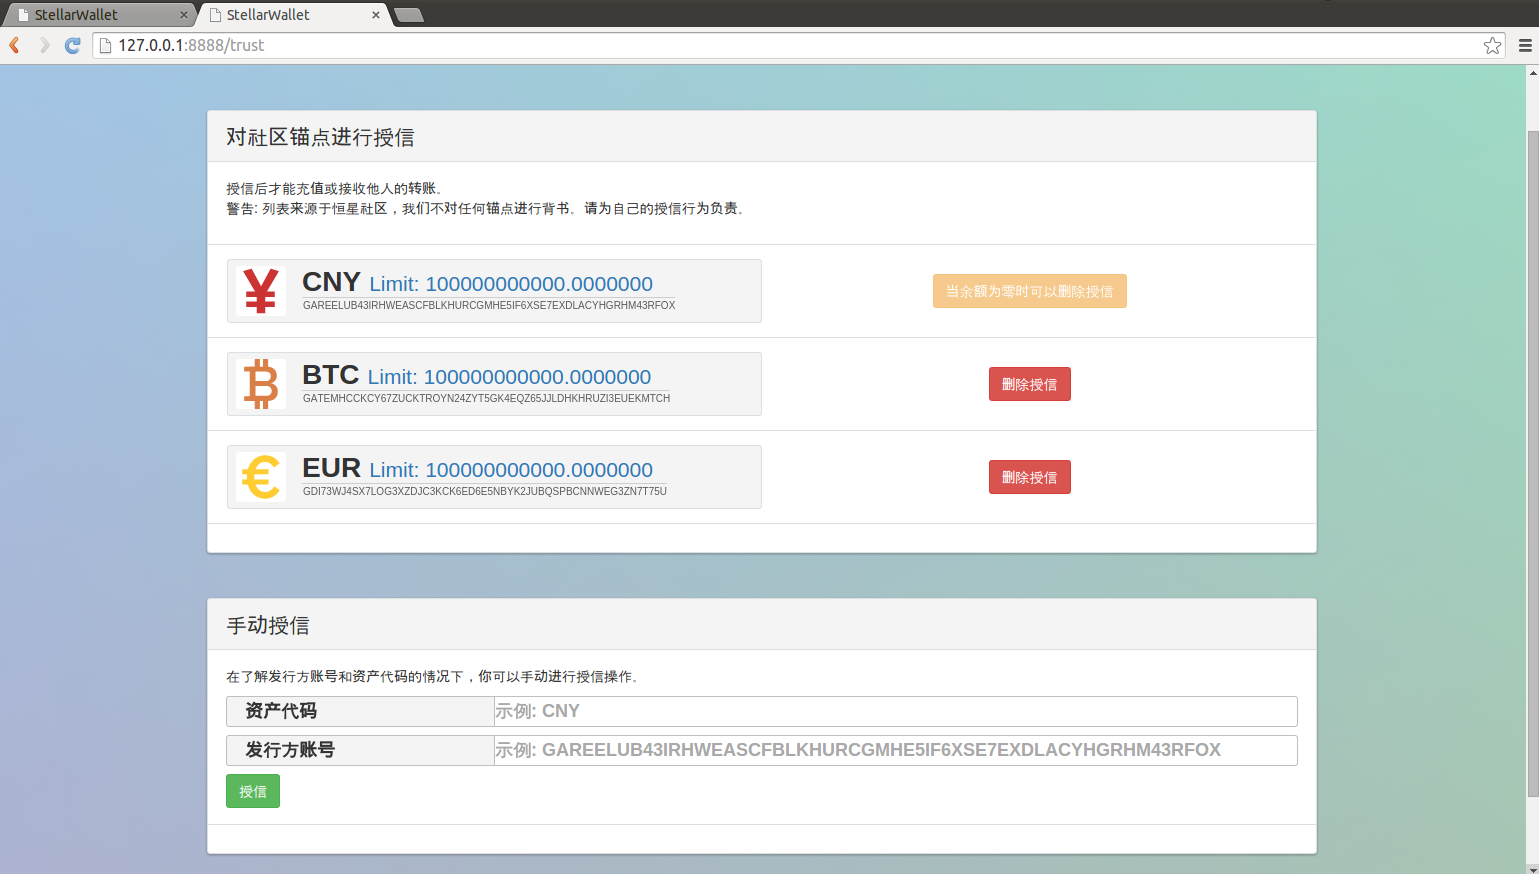 StellarWallet
StellarWallet
127.0.0.1:8888/trust
对社区锚点进行授信
授信后才能充值或接收他人的转账。
警告: 列表来源于恒星社区，我们不对任何锚点进行背书。请为自己的授信行为负责。
¥ CNY Limit: 100000000000.0000000
GAREELUB43IRHWEASCFBLKHURCGMHE5IF6XSE7EXDLACYHGRHM43RFOX
当余额为零时可以删除授信
BTC Limit: 100000000000.0000000
GATEMHCCKCY67ZUCKTROYN24ZYT5GK4EQZ65JJLDHKHRUZI3EUEKMTCH
删除授信
€ EUR Limit: 100000000000.0000000
GDI73WJ4SX7LOG3XZDJC3KCK6ED6E5NBYK2JUBQSPBCNNWEG3ZN7T75U
删除授信
手动授信
在了解发行方账号和资产代码的情况下，你可以手动进行授信操作。
资产代码 示例: CNY
发行方账号 示例: GAREELUB43IRHWEASCFBLKHURCGMHE5IF6XSE7EXDLACYHGRHM43RFOX
授信